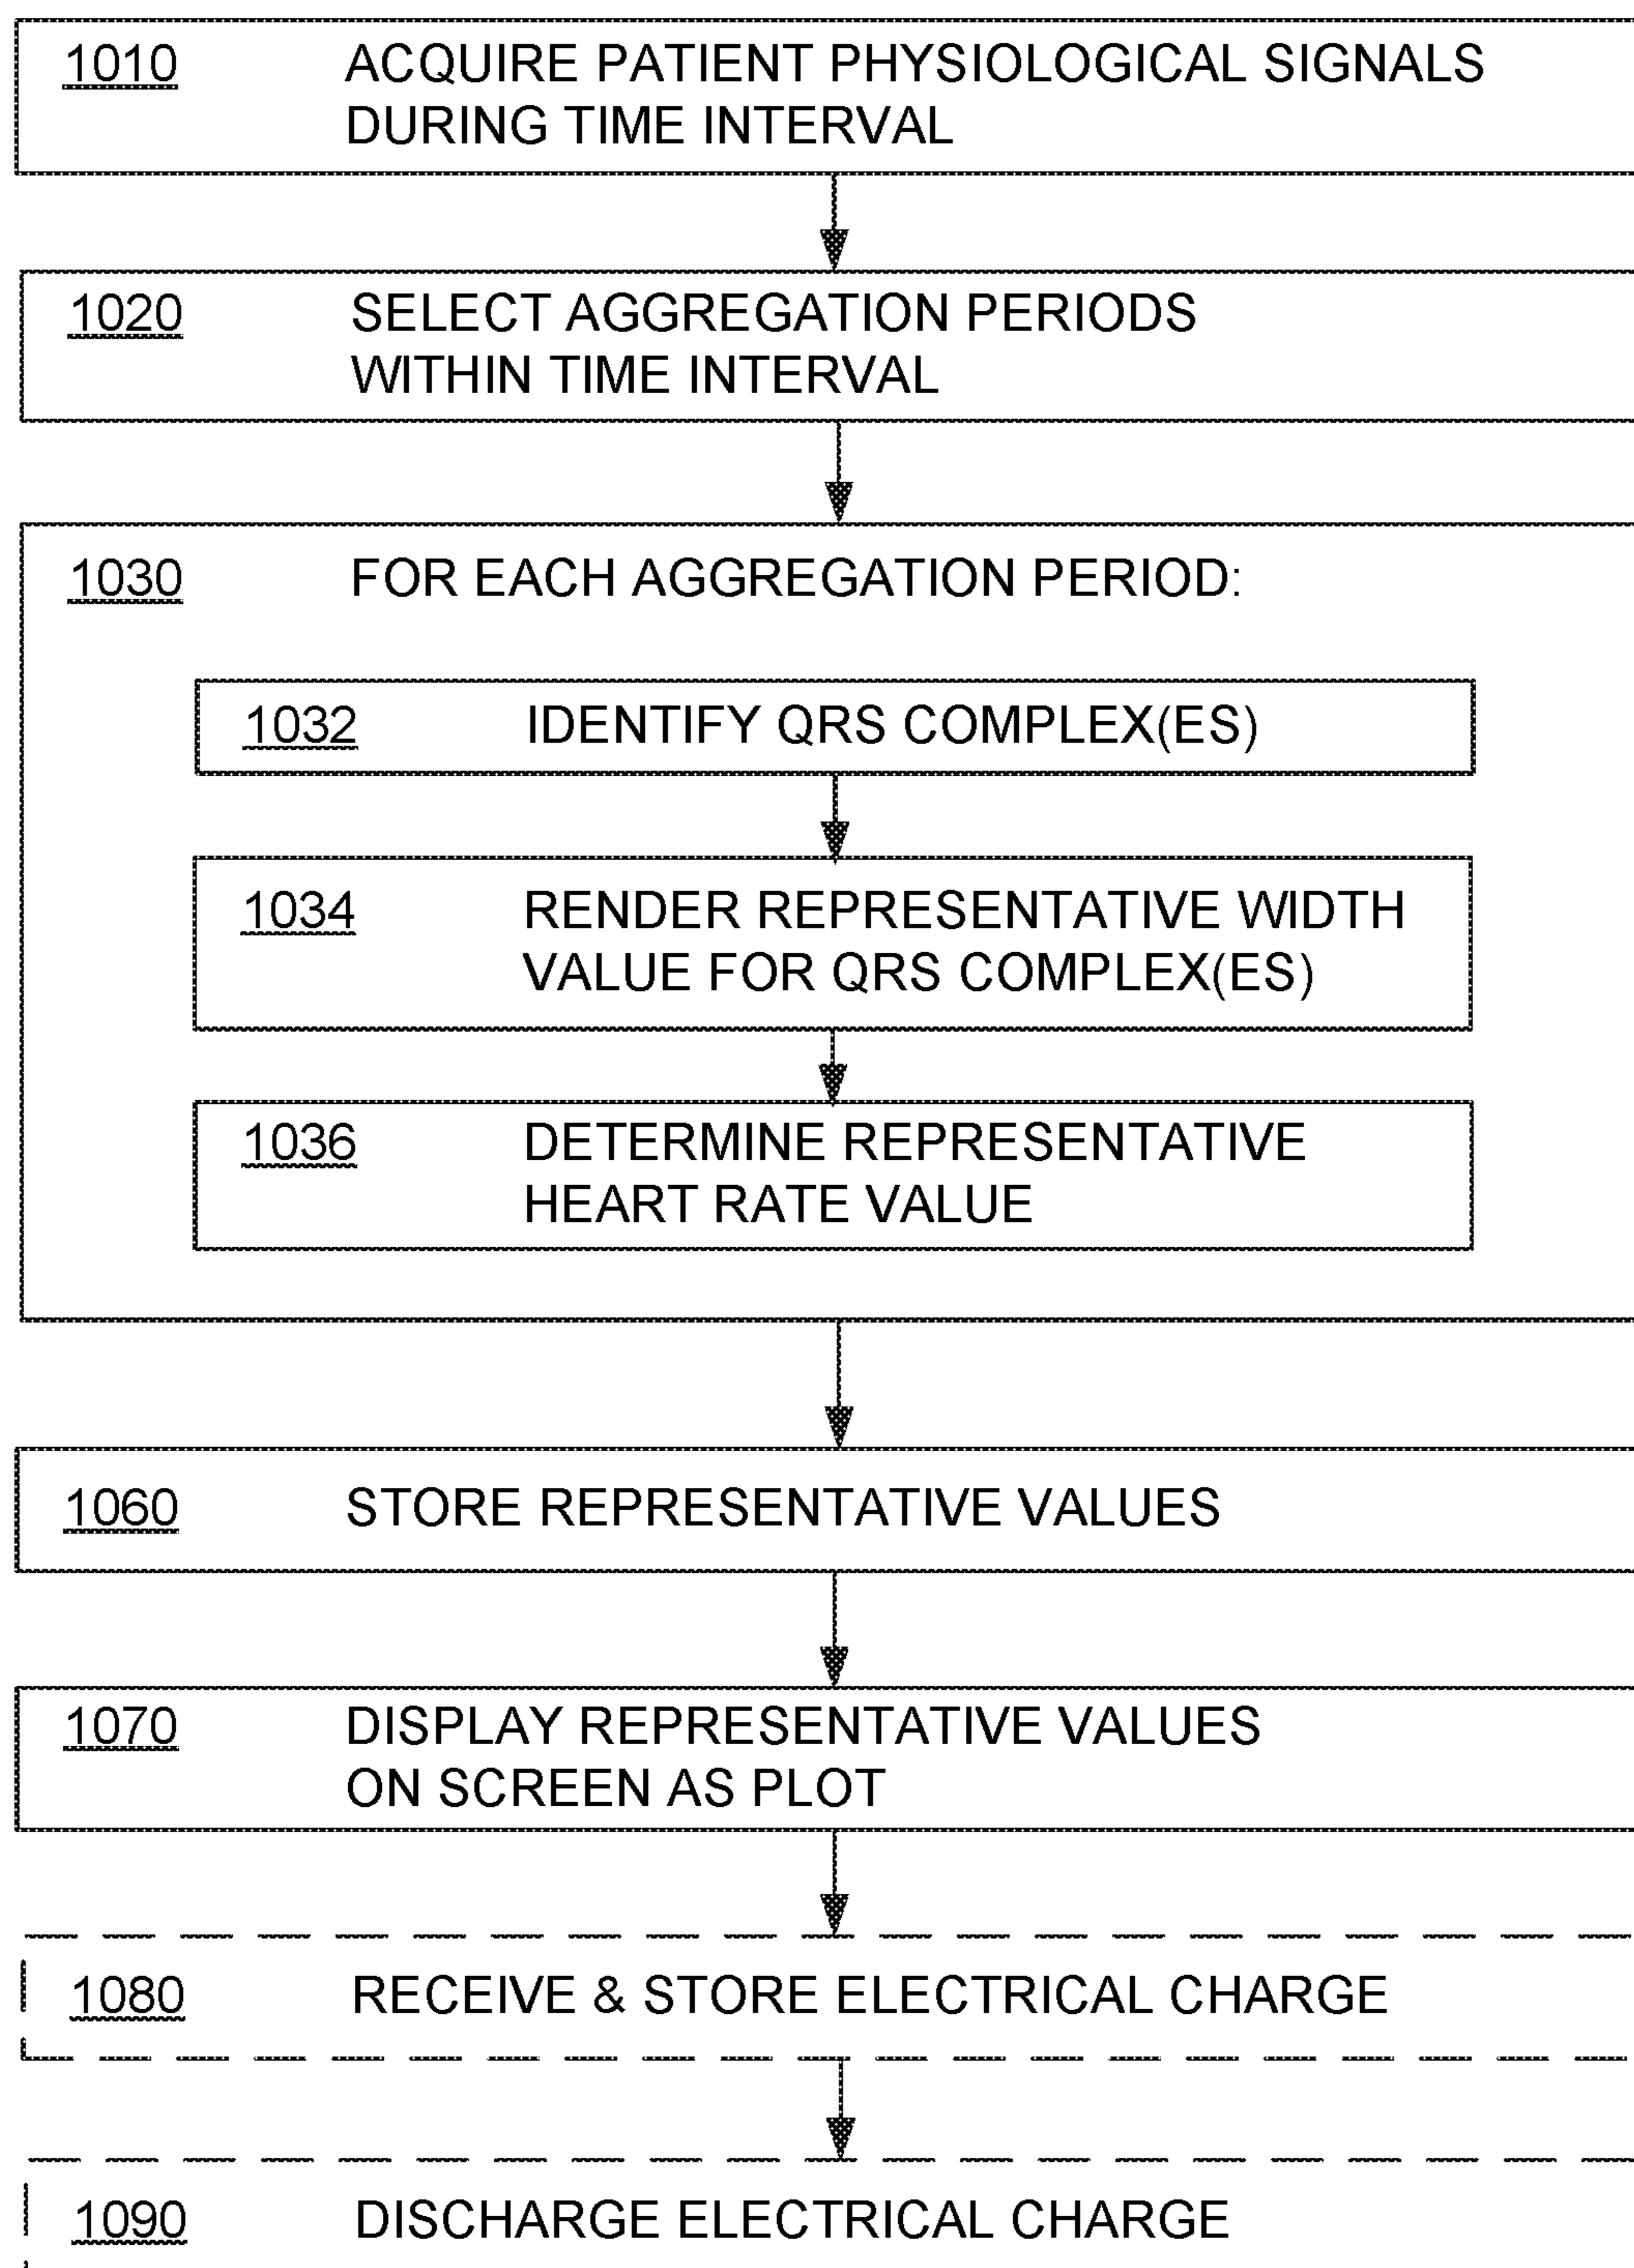 1010 ACQUIRE PATIENT PHYSIOLOGICAL SIGNALS
DURING TIME INTERVAL
1020 SELECT AGGREGATION PERIODS
WITHIN TIME INTERVAL
1030 FOR EACH AGGREGATION PERIOD:
1032 IDENTIFY QRS COMPLEX(ES)
1034 RENDER REPRESENTATIVE WIDTH
VALUE FOR QRS COMPLEX(ES)
1036 DETERMINE REPRESENTATIVE
HEART RATE VALUE
1060 STORE REPRESENTATIVE VALUES
1070 DISPLAY REPRESENTATIVE VALUES
ON SCREEN AS PLOT
1080 RECEIVE & STORE ELECTRICAL CHARGE
1090 DISCHARGE ELECTRICAL CHARGE